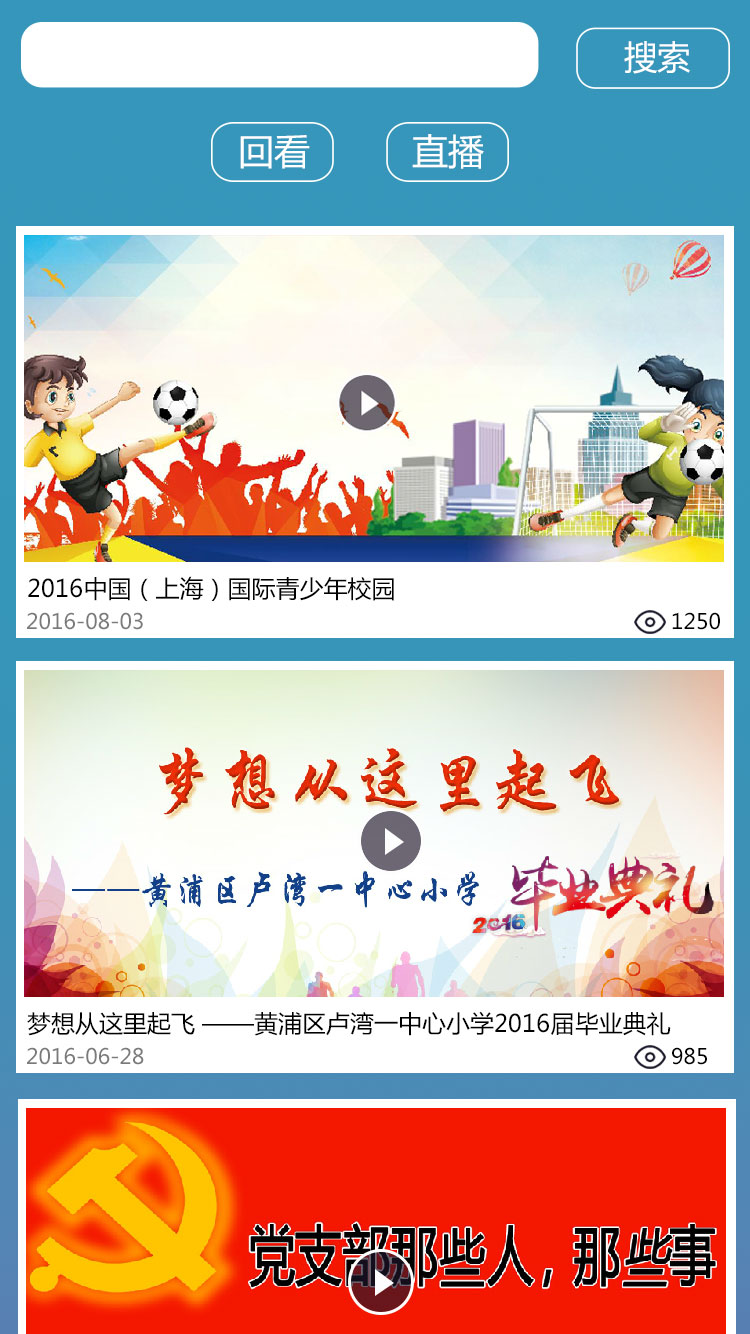 搜索
回看
直播
2016中国（上海）国际青少年校园
2016-08-03
1250
梦想从这里起飞
——黄浦区卢湾一中心小学
2016
毕业典礼
梦想从这里起飞 ——黄浦区卢湾一中心小学2016届毕业典礼
2016-06-28
985
党支部那些人，那些事